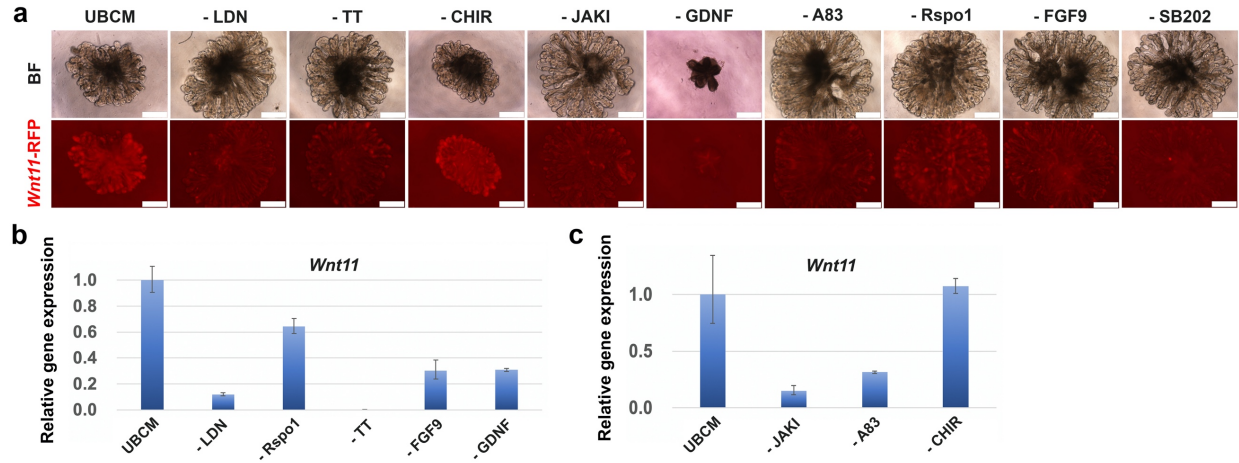 a
UBCM - LDN - TT - CHIR - JAKI - GDNF - A83 - Rspo1 - FGF9 - SB202
BF
Wnt11-RFP
b
Wnt11
Relative gene expression
1.0
0.8
0.6
0.4
0.2
0.0
UBCM - LDN - Rspo1 - TT - FGF9 - GDNF
c
Wnt11
Relative gene expression
1.0
0.5
0.0
UBCM - JAKI - A83 - CHIR